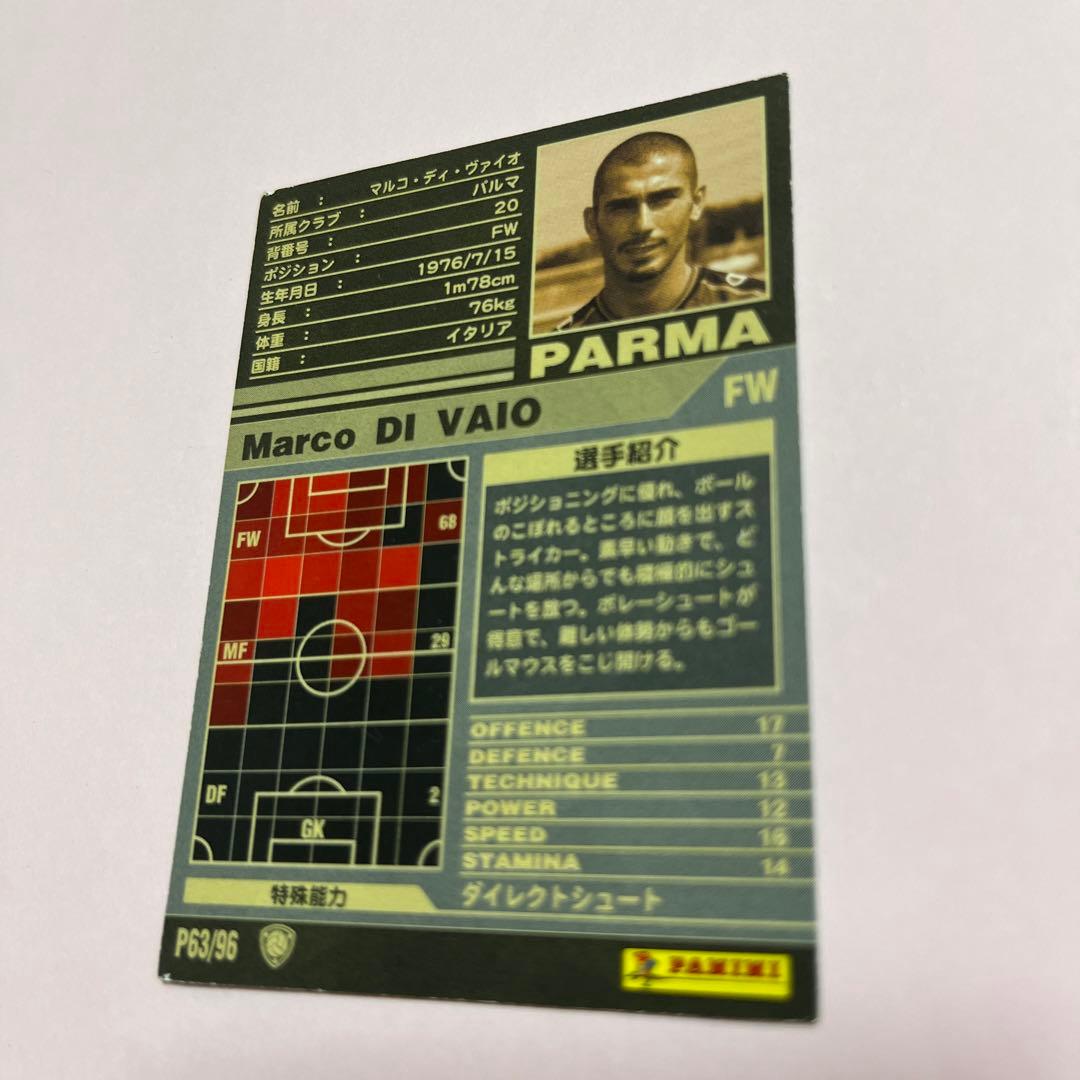 名前 : マルコ・ディ・ヴァイオ
所属クラブ : パルマ
背番号 : 20
ポジション : FW
生年月日 : 1976/7/15
身長 : 1m78cm
体重 : 76kg
国籍 : イタリア
PARMA
FW
Marco DI VAIO
FW 68
MF 29
DF 2
GK
選手紹介
ポジショニングに優れ、ボール
のこぼれるところに顔を出すス
トライカー。素早い動きで、ど
んな場所からでも積極的にシュ
ートを放つ。ボレーシュートが
得意で、難しい体勢からもゴー
ルマウスをこじ開ける。
OFFENCE 17
DEFENCE 7
TECHNIQUE 13
POWER 12
SPEED 16
STAMINA 14
特殊能力 ダイレクトシュート
P63/96
PANINI